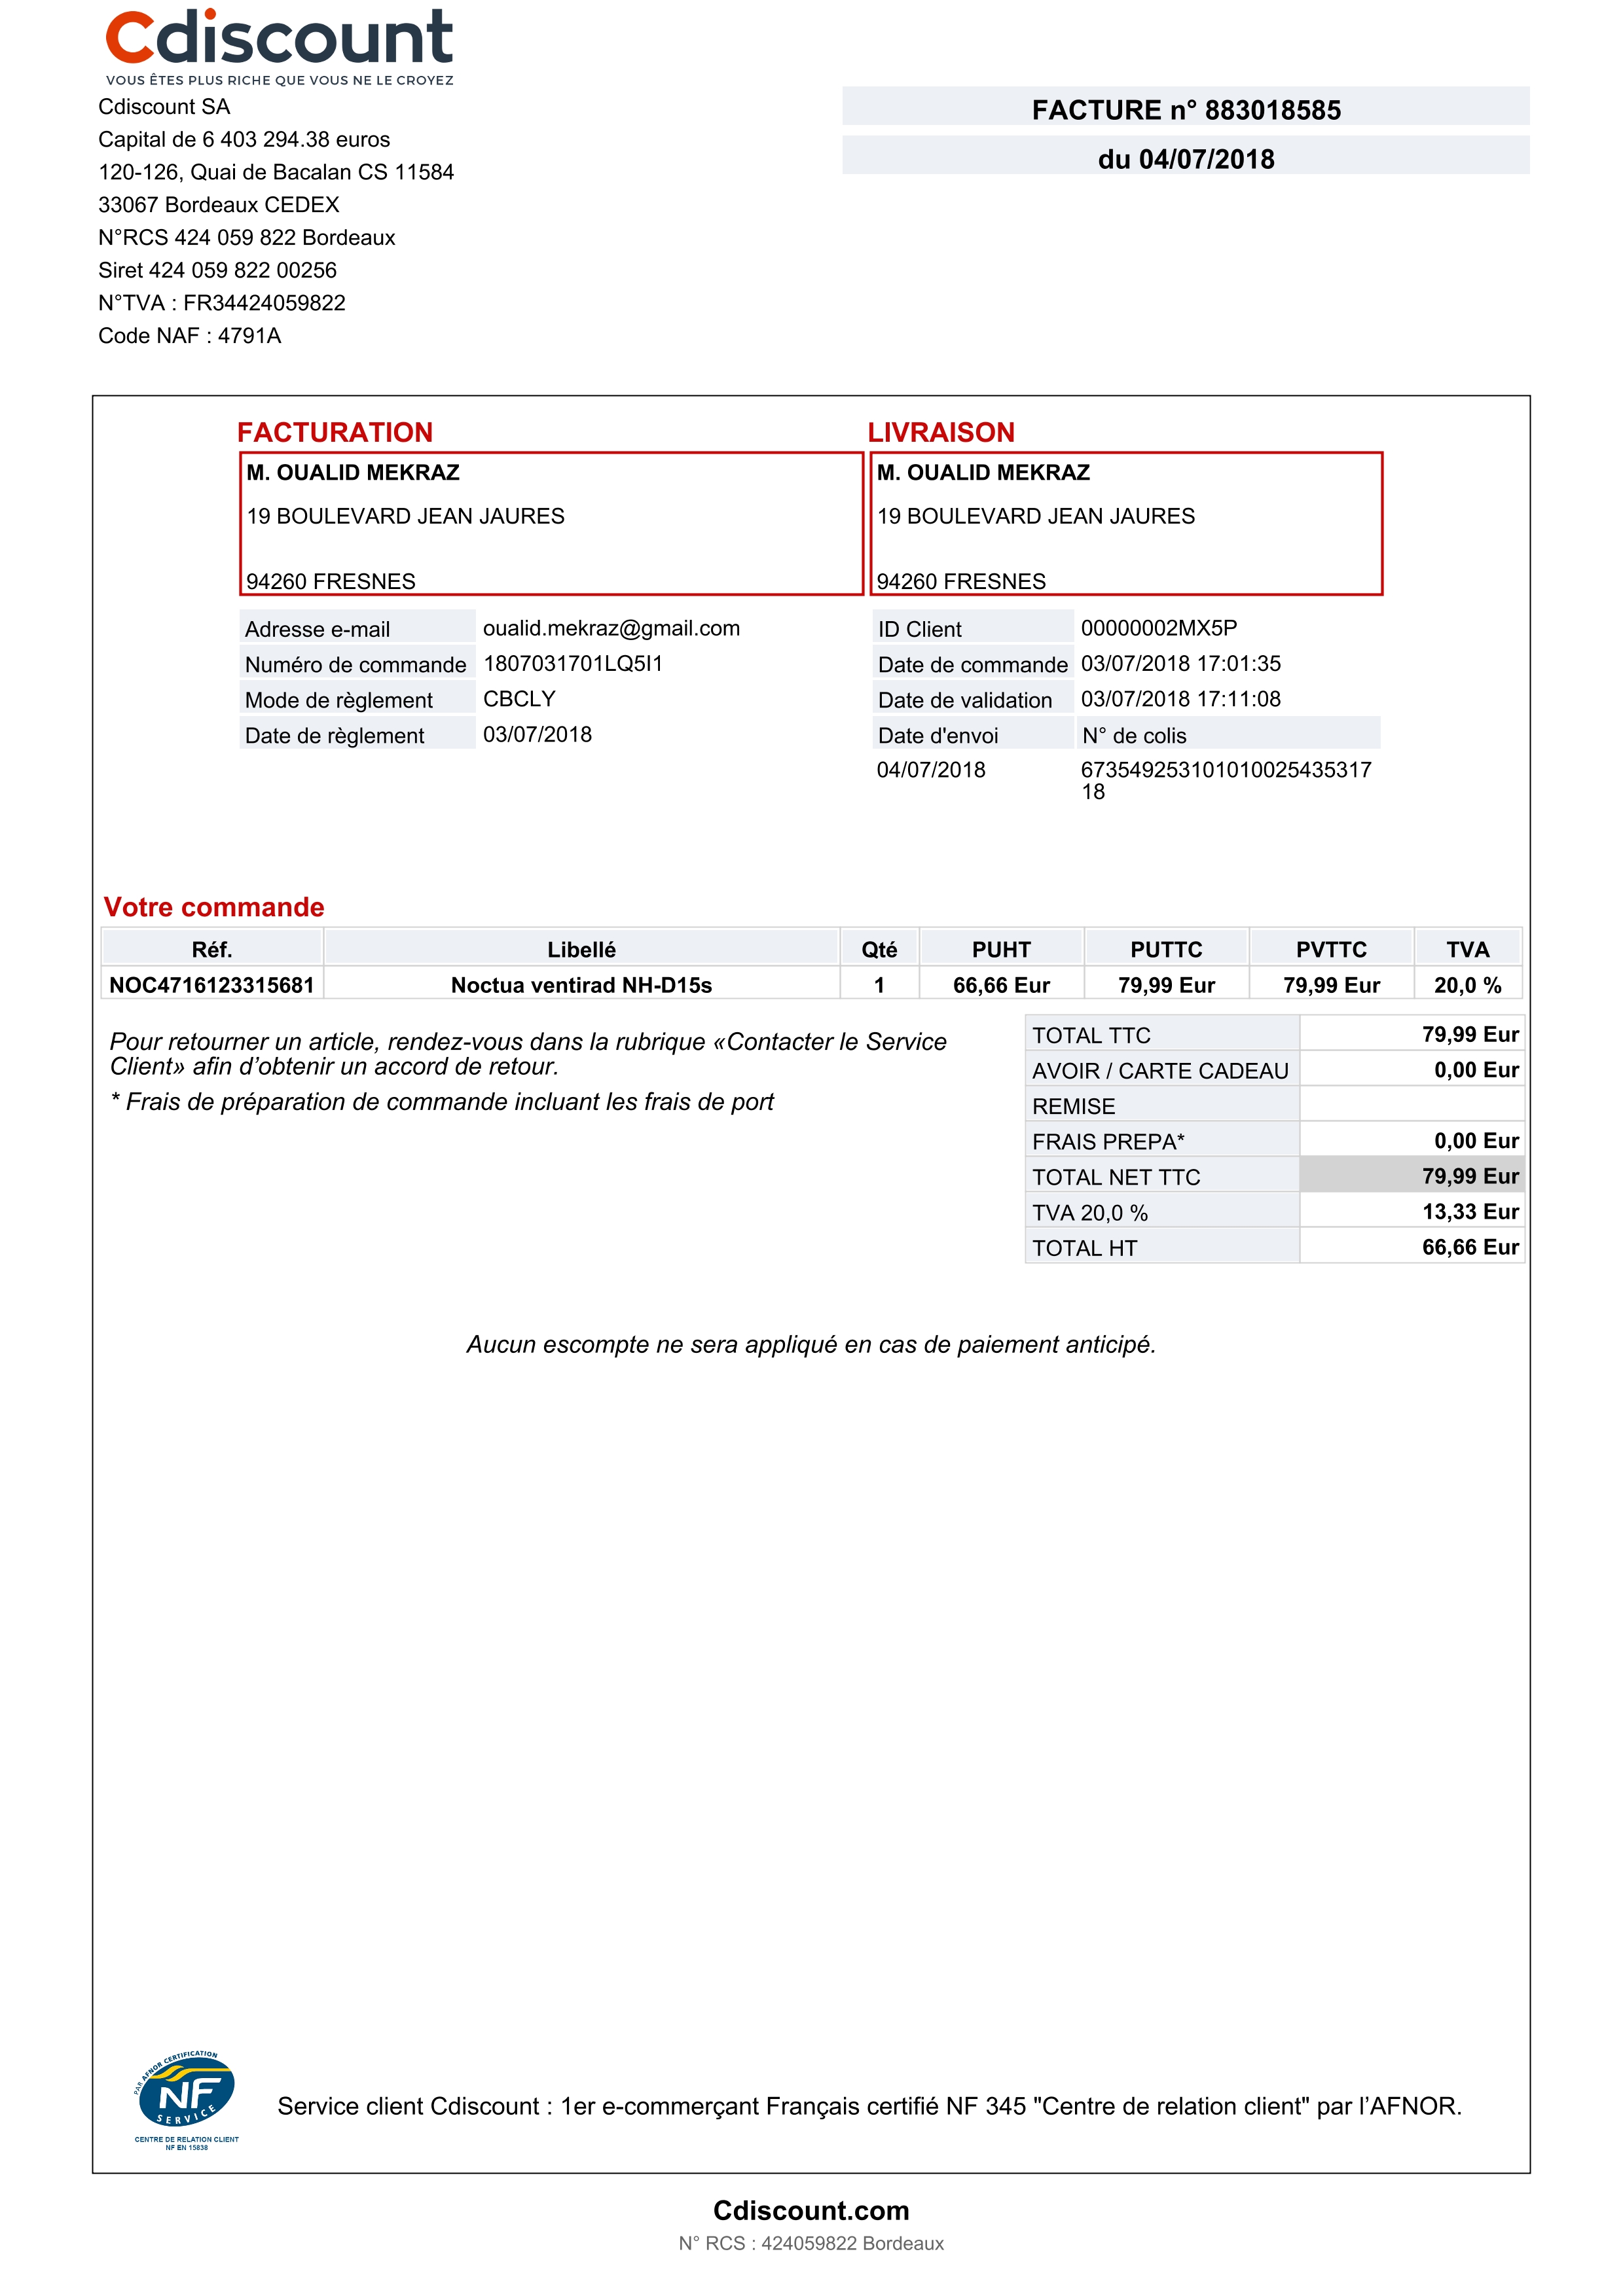 Cdiscount
VOUS ÊTES PLUS RICHE QUE VOUS NE LE CROYEZ
Cdiscount SA
Capital de 6 403 294.38 euros
120-126, Quai de Bacalan CS 11584
33067 Bordeaux CEDEX
N°RCS 424 059 822 Bordeaux
Siret 424 059 822 00256
N°TVA : FR34424059822
Code NAF : 4791A
FACTURE n° 883018585
du 04/07/2018
FACTURATION
M. OUALID MEKRAZ
19 BOULEVARD JEAN JAURES
94260 FRESNES
Adresse e-mail oualid.mekraz@gmail.com
Numéro de commande 1807031701LQ5I1
Mode de règlement CBCLY
Date de règlement 03/07/2018
LIVRAISON
M. OUALID MEKRAZ
19 BOULEVARD JEAN JAURES
94260 FRESNES
ID Client 00000002MX5P
Date de commande 03/07/2018 17:01:35
Date de validation 03/07/2018 17:11:08
Date d'envoi N° de colis
04/07/2018 673549253101010025435317
18
Votre commande
Réf. Libellé Qté PUHT PUTTC PVTTC TVA
NOC4716123315681 Noctua ventirad NH-D15s 1 66,66 Eur 79,99 Eur 79,99 Eur 20,0 %
Pour retourner un article, rendez-vous dans la rubrique «Contacter le Service
Client» afin d’obtenir un accord de retour.
* Frais de préparation de commande incluant les frais de port
TOTAL TTC 79,99 Eur
AVOIR / CARTE CADEAU 0,00 Eur
REMISE
FRAIS PREPA* 0,00 Eur
TOTAL NET TTC 79,99 Eur
TVA 20,0 % 13,33 Eur
TOTAL HT 66,66 Eur
Aucun escompte ne sera appliqué en cas de paiement anticipé.
PAR AFNOR CERTIFICATION
NF
SERVICE
CENTRE DE RELATION CLIENT
NF EN 15838
Service client Cdiscount : 1er e-commerçant Français certifié NF 345 "Centre de relation client" par l’AFNOR.
Cdiscount.com
N° RCS : 424059822 Bordeaux